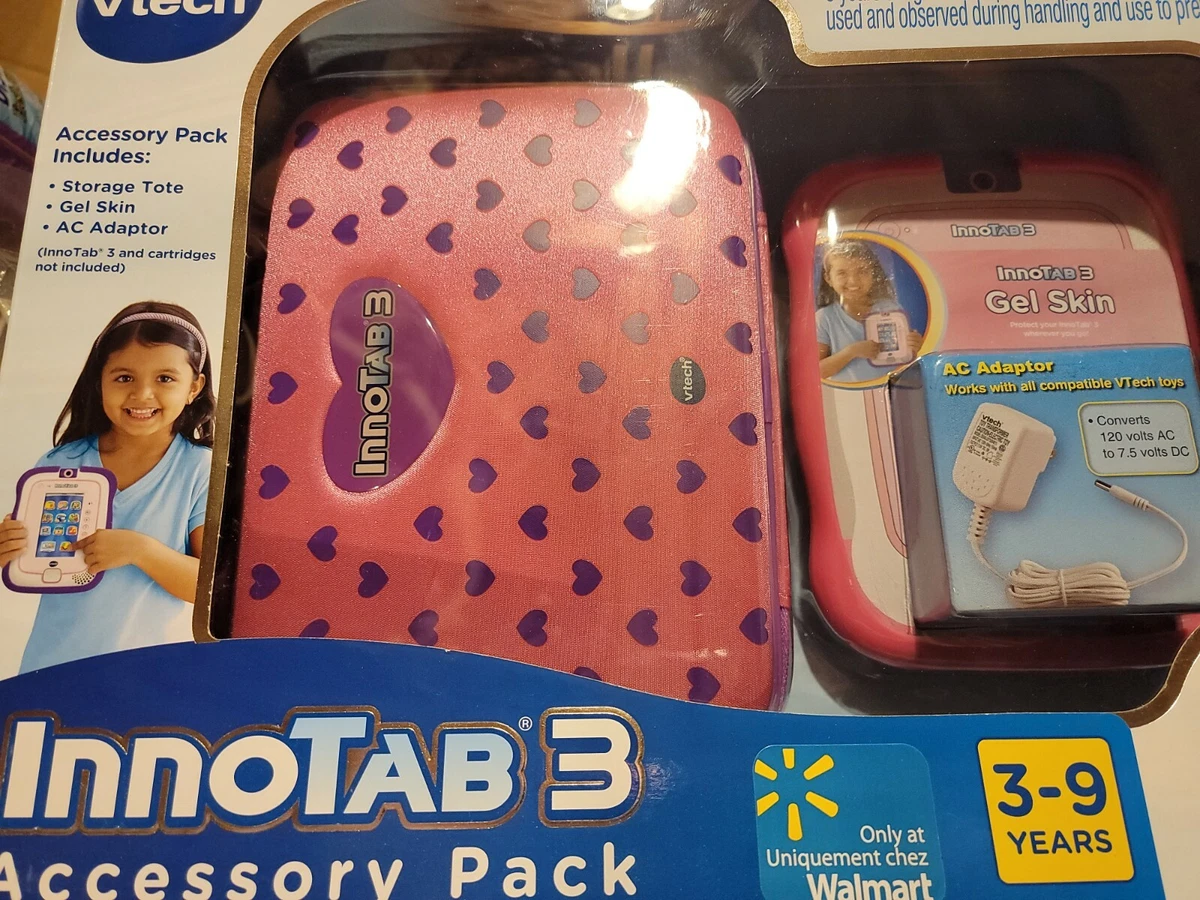 vtech
used and observed during handling and use to pre
Accessory Pack
Includes:
• Storage Tote
• Gel Skin
• AC Adaptor
(InnoTab® 3 and cartridges
not included)
InnoTAB 3
vtech
InnoTAB 3
InnoTAB 3
Gel Skin
Protect your InnoTab® 3
wherever you go!
AC Adaptor
Works with all compatible VTech toys
vtech
• Converts
120 volts AC
to 7.5 volts DC
InnoTAB® 3
Accessory Pack
Only at
Uniquement chez
Walmart
3-9
YEARS